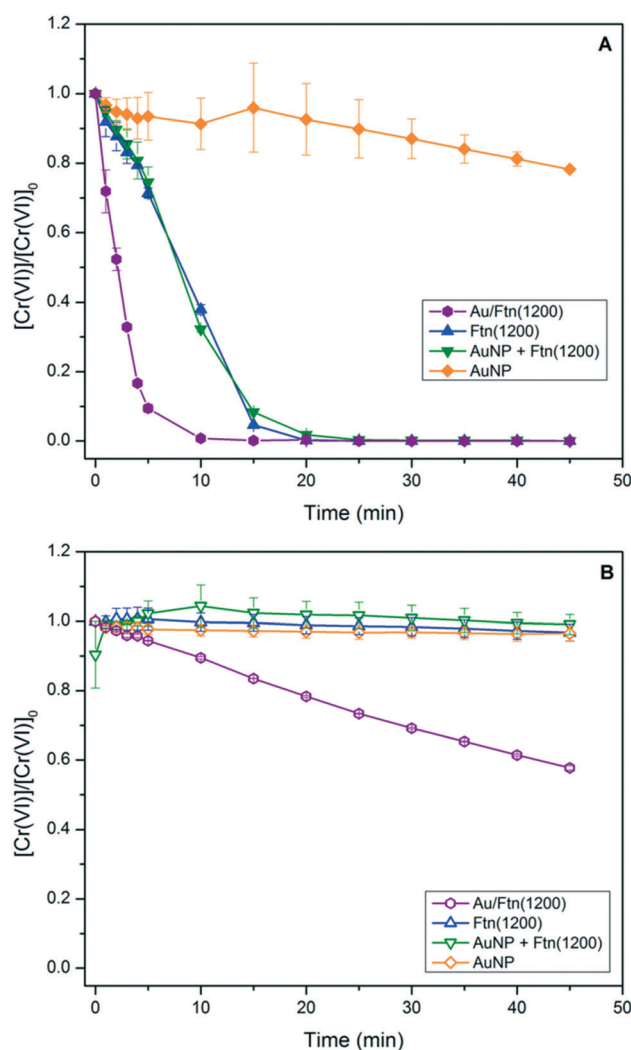 A
[Cr(VI)]/[Cr(VI)]₀
1.2
1.0
0.8
0.6
0.4
0.2
0.0
Au/Ftn(1200)
Ftn(1200)
AuNP + Ftn(1200)
AuNP
0 10 20 30 40 50
Time (min)
B
[Cr(VI)]/[Cr(VI)]₀
1.2
1.0
0.8
0.6
0.4
0.2
0.0
Au/Ftn(1200)
Ftn(1200)
AuNP + Ftn(1200)
AuNP
0 10 20 30 40 50
Time (min)